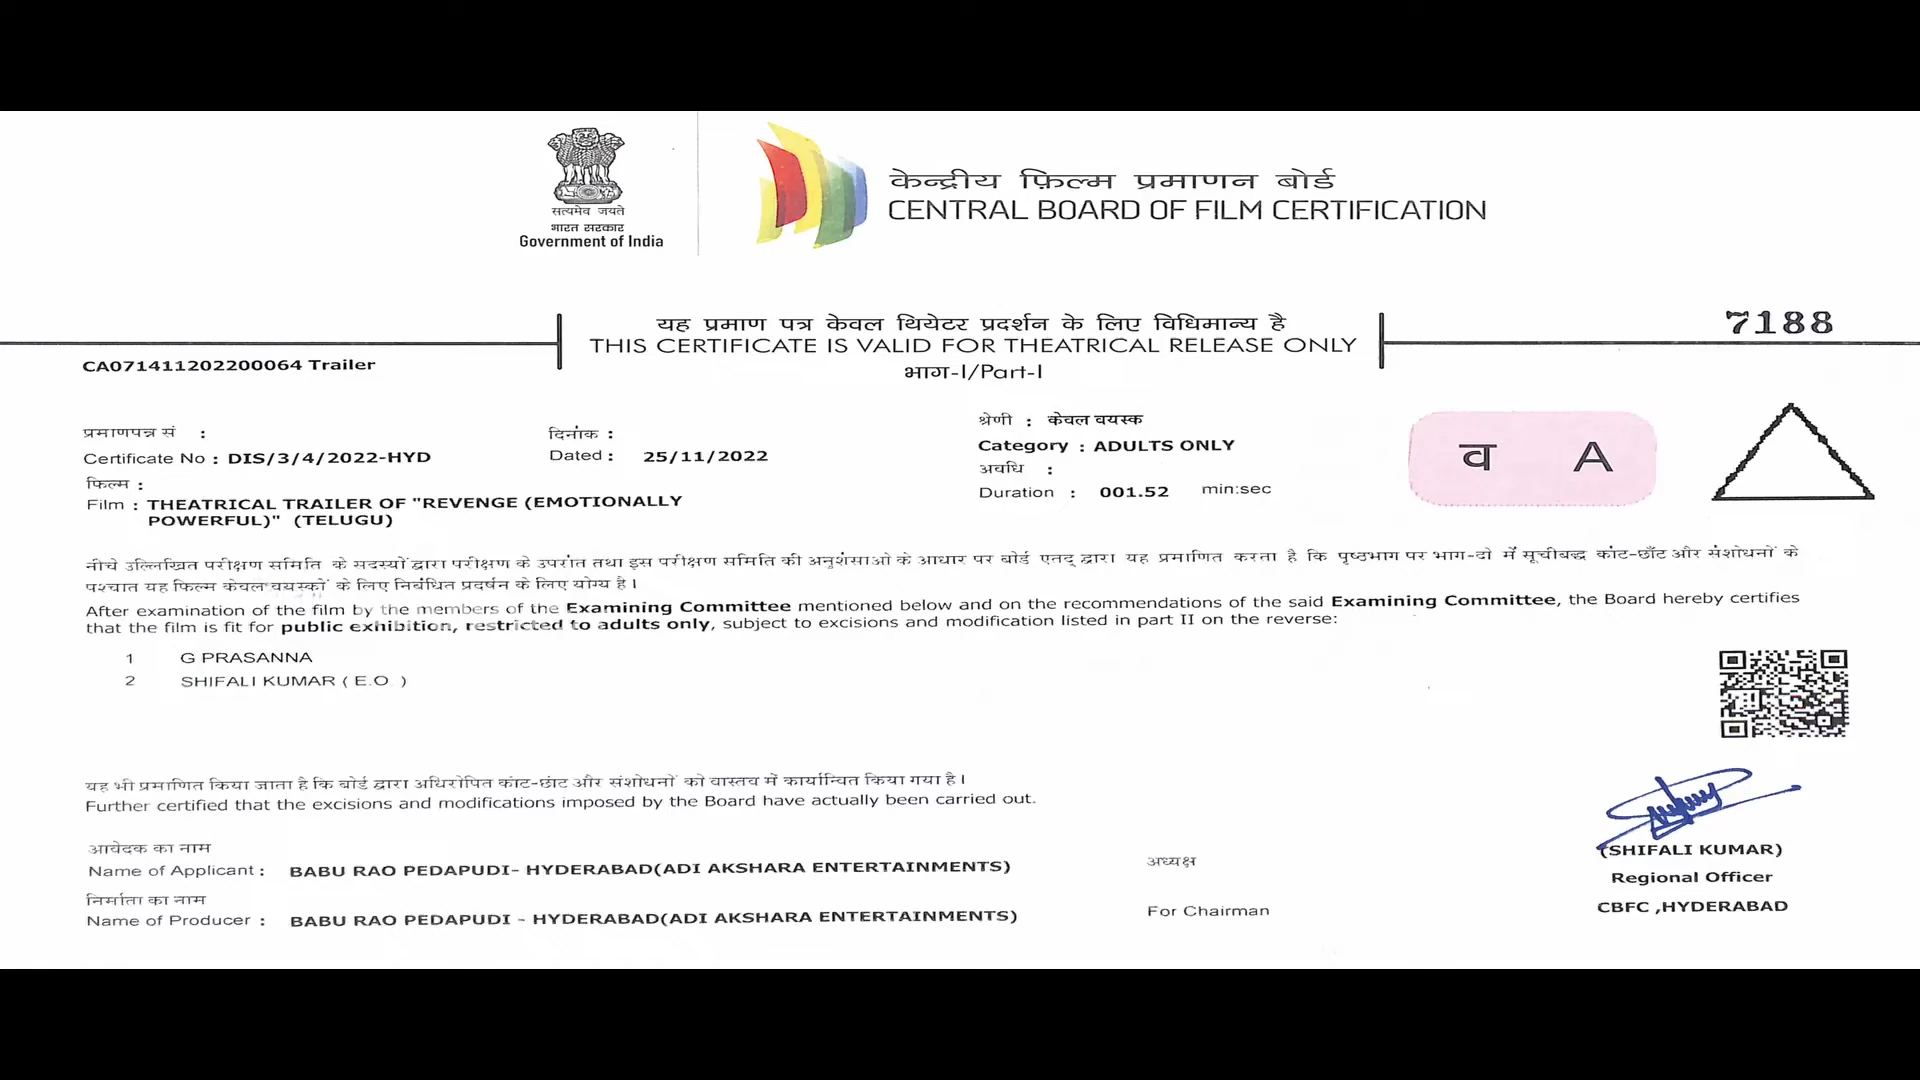 सत्यमेव जयते
भारत सरकार
Government of India
केन्द्रीय फ़िल्म प्रमाणन बोर्ड
CENTRAL BOARD OF FILM CERTIFICATION
7188
यह प्रमाण पत्र केवल थियेटर प्रदर्शन के लिए विधिमान्य है
THIS CERTIFICATE IS VALID FOR THEATRICAL RELEASE ONLY
भाग-I/Part-I
CA071411202200064 Trailer
प्रमाणपत्र सं :
Certificate No : DIS/3/4/2022-HYD
दिनांक :
Dated : 25/11/2022
श्रेणी : केवल वयस्क
Category : ADULTS ONLY
अवधि :
Duration : 001.52 min:sec
व A
फिल्म :
Film : THEATRICAL TRAILER OF "REVENGE (EMOTIONALLY
POWERFUL)" (TELUGU)
नीचे उल्लिखित परीक्षण समिति के सदस्यों द्वारा परीक्षण के उपरांत तथा इस परीक्षण समिति की अनुशंसाओ के आधार पर बोर्ड एतद् द्वारा यह प्रमाणित करता है कि पृष्ठभाग पर भाग-दो में सूचीबद्ध कांट-छाँट और संशोधनों के
पश्चात यह फिल्म केवल वयस्कों के लिए निर्बंधित प्रदर्षन के लिए योग्य है।
After examination of the film by the members of the Examining Committee mentioned below and on the recommendations of the said Examining Committee, the Board hereby certifies
that the film is fit for public exhibition, restricted to adults only, subject to excisions and modification listed in part II on the reverse:
1 G PRASANNA
2 SHIFALI KUMAR ( E.O )
यह भी प्रमाणित किया जाता है कि बोर्ड द्वारा अधिरोपित कांट-छांट और संशोधनों को वास्तव में कार्यान्वित किया गया है।
Further certified that the excisions and modifications imposed by the Board have actually been carried out.
आवेदक का नाम
Name of Applicant : BABU RAO PEDAPUDI- HYDERABAD(ADI AKSHARA ENTERTAINMENTS)
निर्माता का नाम
Name of Producer : BABU RAO PEDAPUDI - HYDERABAD(ADI AKSHARA ENTERTAINMENTS)
अध्यक्ष
For Chairman
(SHIFALI KUMAR)
Regional Officer
CBFC ,HYDERABAD